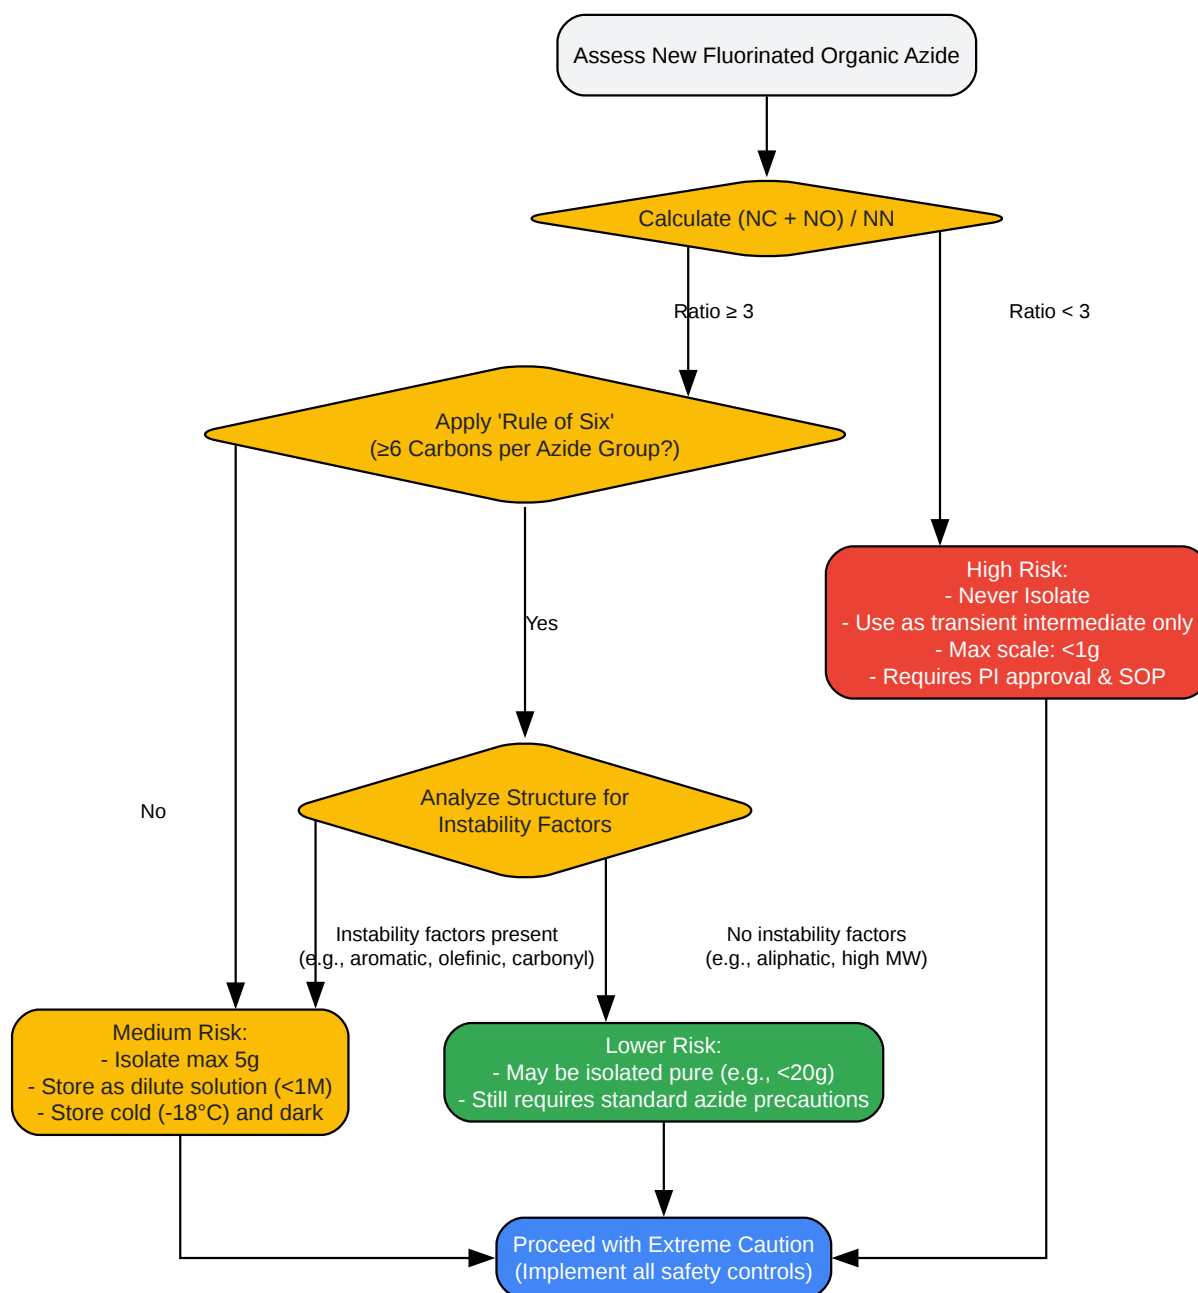 Assess New Fluorinated Organic Azide
Calculate (NC + NO) / NN
Ratio ≥ 3
Ratio < 3
Apply 'Rule of Six'
(≥6 Carbons per Azide Group?)
High Risk:
- Never Isolate
- Use as transient intermediate only
- Max scale: <1g
- Requires PI approval & SOP
Yes
Analyze Structure for
Instability Factors
No
Instability factors present
(e.g., aromatic, olefinic, carbonyl)
No instability factors
(e.g., aliphatic, high MW)
Medium Risk:
- Isolate max 5g
- Store as dilute solution (<1M)
- Store cold (-18°C) and dark
Lower Risk:
- May be isolated pure (e.g., <20g)
- Still requires standard azide precautions
Proceed with Extreme Caution
(Implement all safety controls)